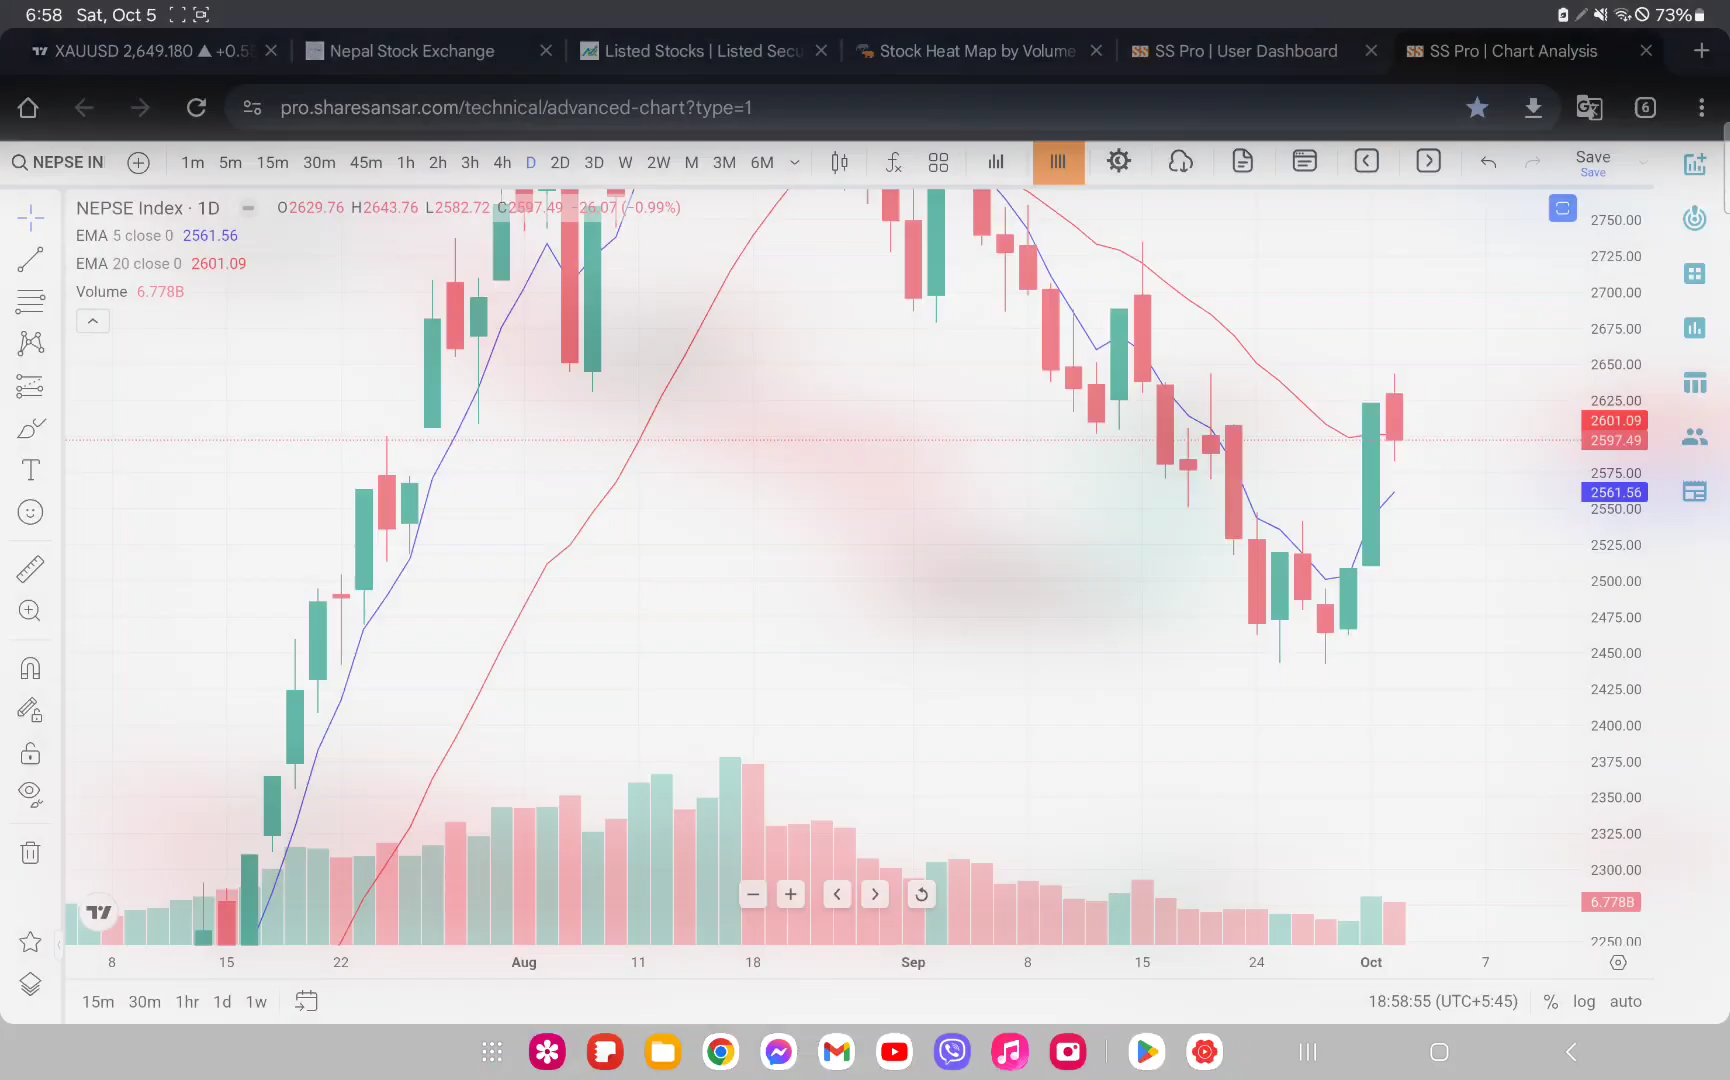 6:58 Sat, Oct 5 73%
XAUUSD 2,649.180 ▲ +0.5
Nepal Stock Exchange
Listed Stocks | Listed Secu
Stock Heat Map by Volume
SS Pro | User Dashboard
SS Pro | Chart Analysis
pro.sharesansar.com/technical/advanced-chart?type=1 6
NEPSE IN 1m 5m 15m 30m 45m 1h 2h 3h 4h D 2D 3D W 2W M 3M 6M Save
Save
NEPSE Index · 1D O2629.76 H2643.76 L2582.72 C2597.49 −26.07 (−0.99%)
EMA 5 close 0 2561.56
EMA 20 close 0 2601.09
Volume 6.778B
2750.00
2725.00
2700.00
2675.00
2650.00
2625.00
2601.09
2597.49
2575.00
2561.56
2550.00
2525.00
2500.00
2475.00
2450.00
2425.00
2400.00
2375.00
2350.00
2325.00
2300.00
6.778B
2250.00
8 15 22 Aug 11 18 Sep 8 15 24 Oct 7
15m 30m 1hr 1d 1w 18:58:55 (UTC+5:45) % log auto